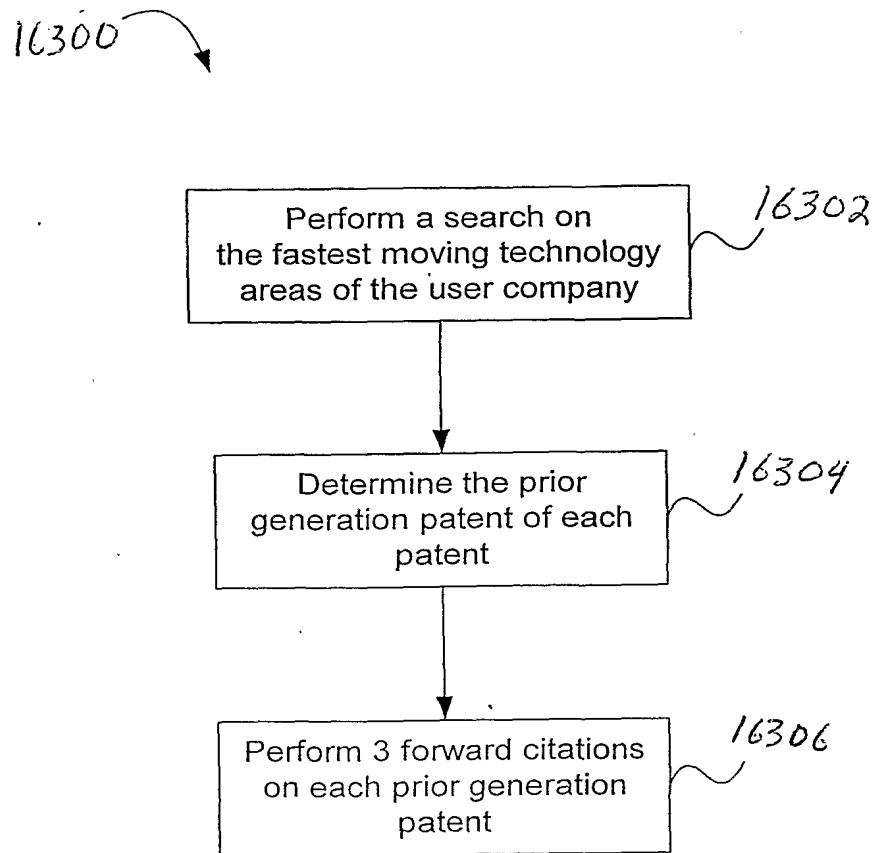 16300
Perform a search on
the fastest moving technology
areas of the user company
16302
Determine the prior
generation patent of each
patent
16304
Perform 3 forward citations
on each prior generation
patent
16306